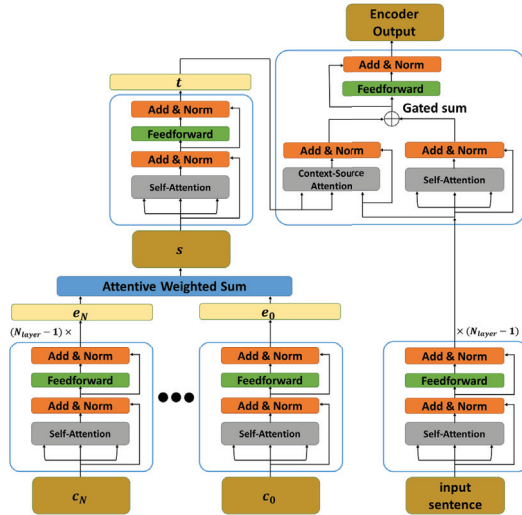 Encoder
Output
Add & Norm
Feedforward
Gated sum
Add & Norm
Add & Norm
Context-Source
Attention
Self-Attention
t
Add & Norm
Feedforward
Add & Norm
Self-Attention
s
Attentive Weighted Sum
e_N
e_0
(N_layer − 1) ×
× (N_layer − 1)
Add & Norm
Feedforward
Add & Norm
Self-Attention
c_N
Add & Norm
Feedforward
Add & Norm
Self-Attention
c_0
Add & Norm
Feedforward
Add & Norm
Self-Attention
input
sentence